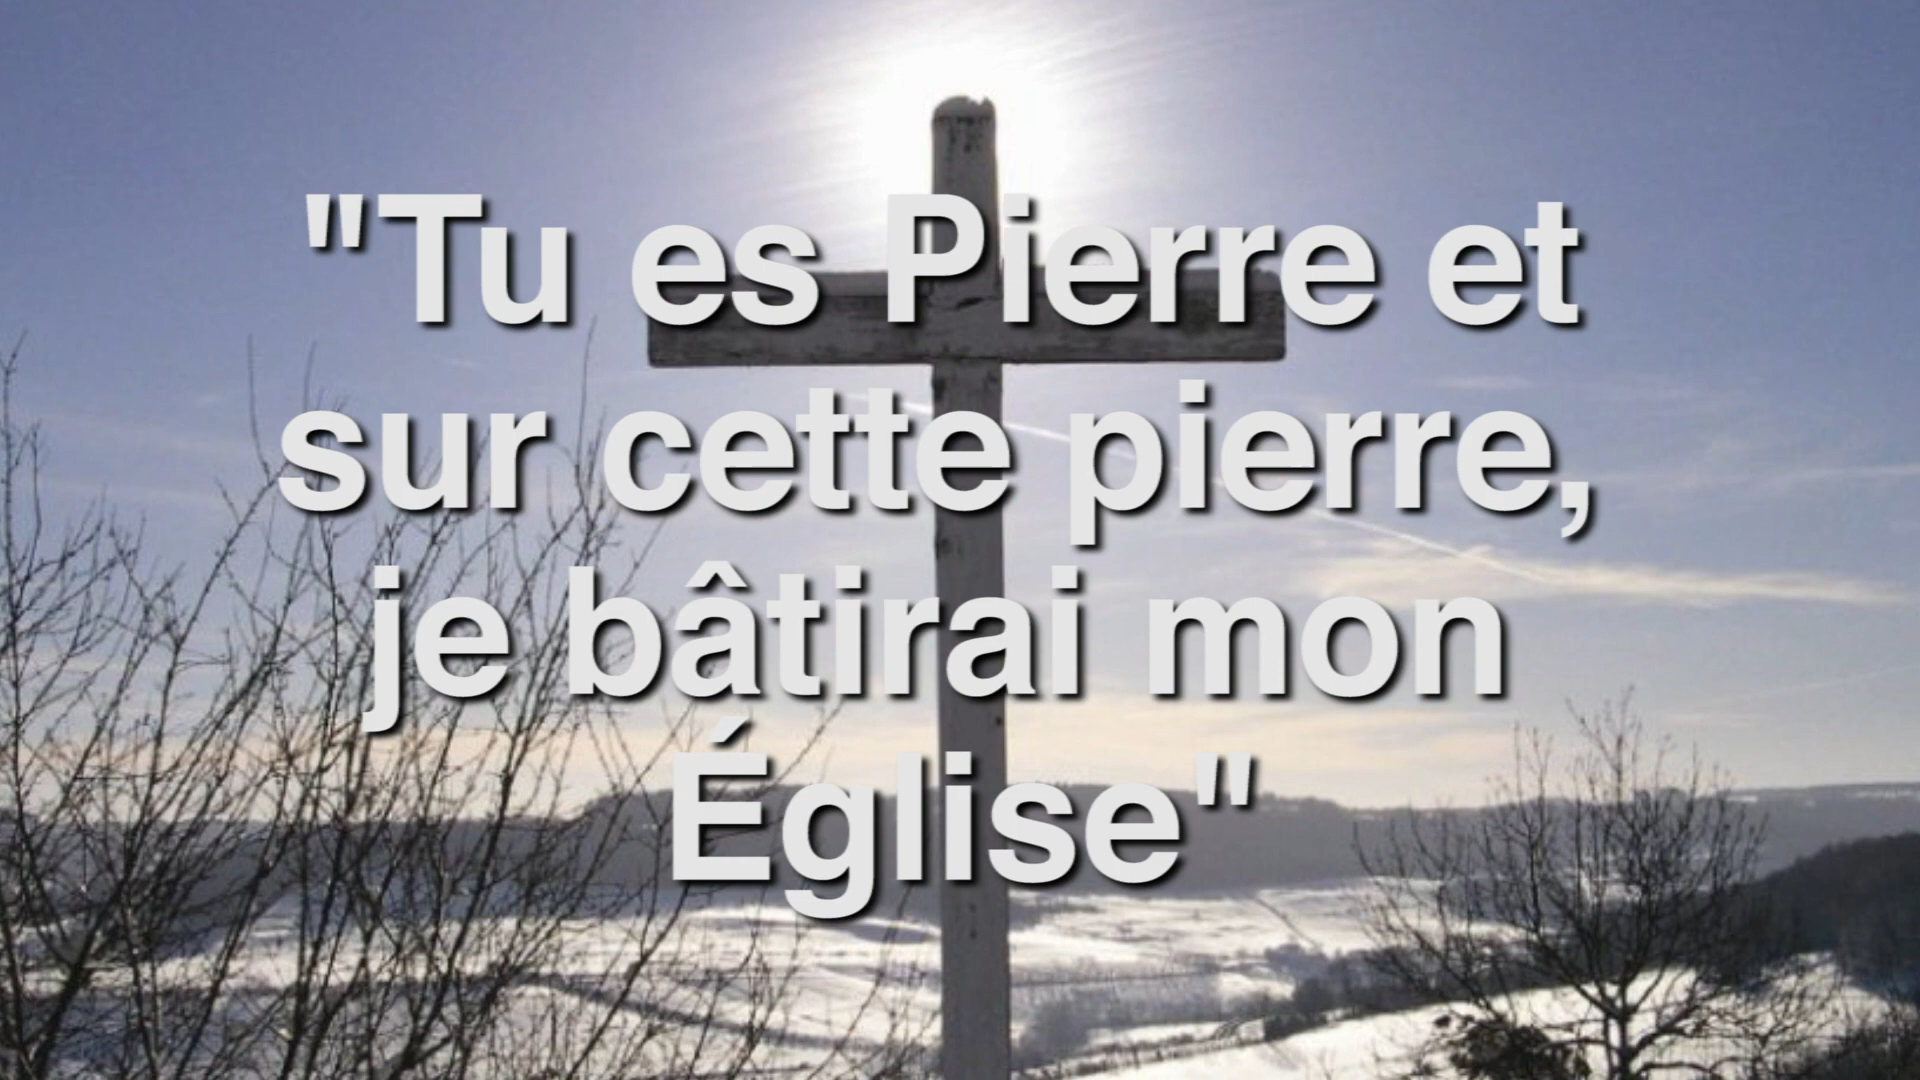 "Tu es Pierre et
sur cette pierre,
je bâtirai mon
Église"